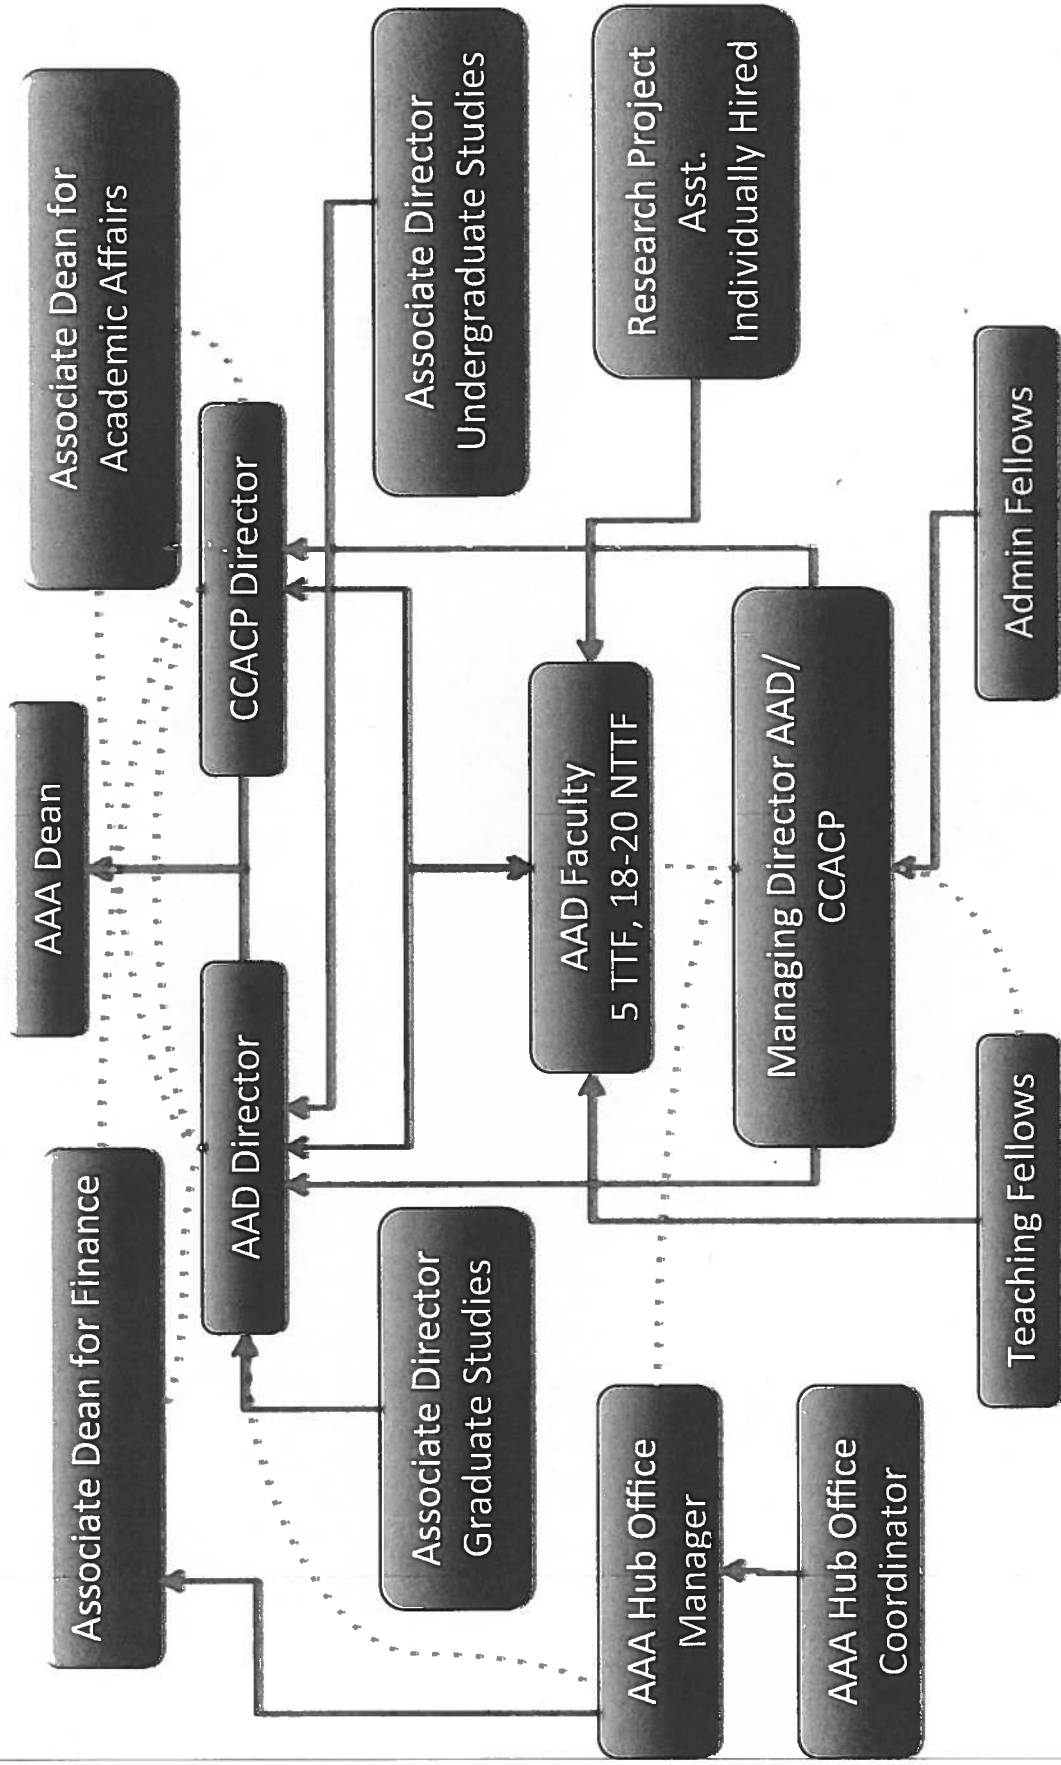 AAA Dean
Associate Dean for Finance
Associate Dean for
Academic Affairs
AAD Director
CCACP Director
Associate Director
Graduate Studies
Associate Director
Undergraduate Studies
AAD Faculty
5 TTF, 18-20 NTTF
AAA Hub Office
Manager
Research Project
Asst.
Individually Hired
Managing Director AAD/
CCACP
AAA Hub Office
Coordinator
Teaching Fellows
Admin Fellows